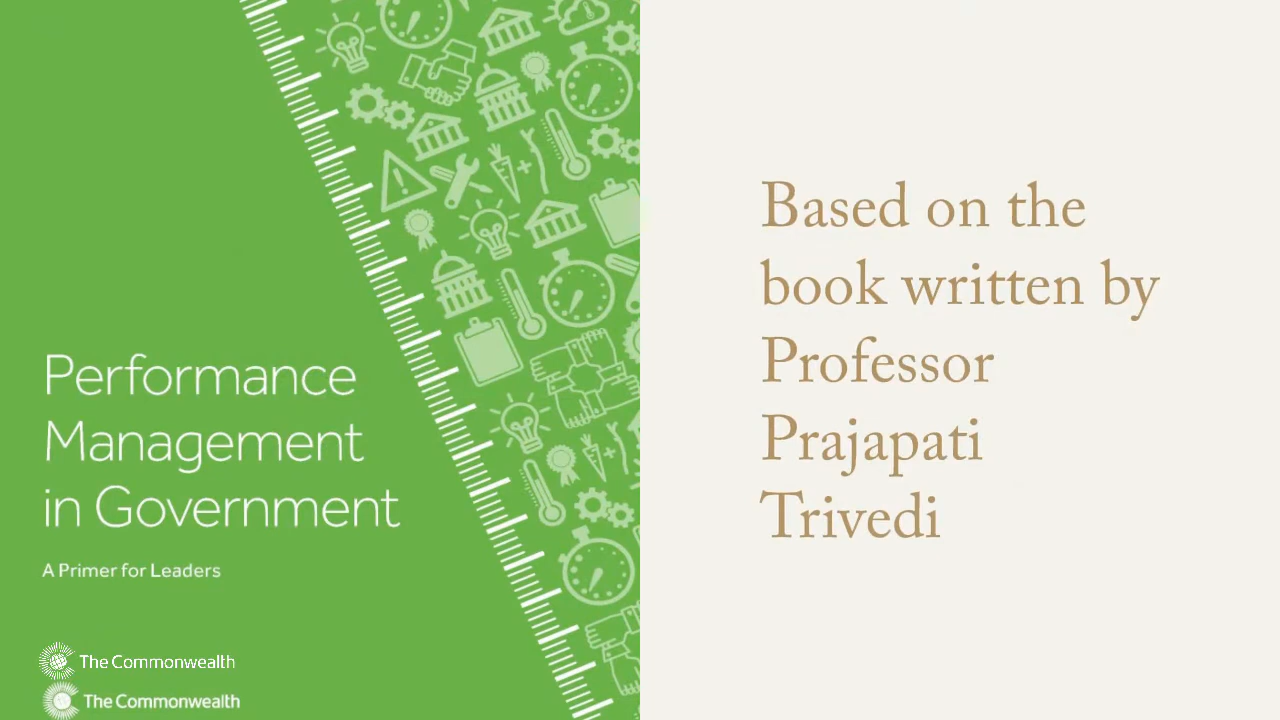 Performance
Management
in Government
A Primer for Leaders
The Commonwealth
The Commonwealth
Based on the
book written by
Professor
Prajapati
Trivedi